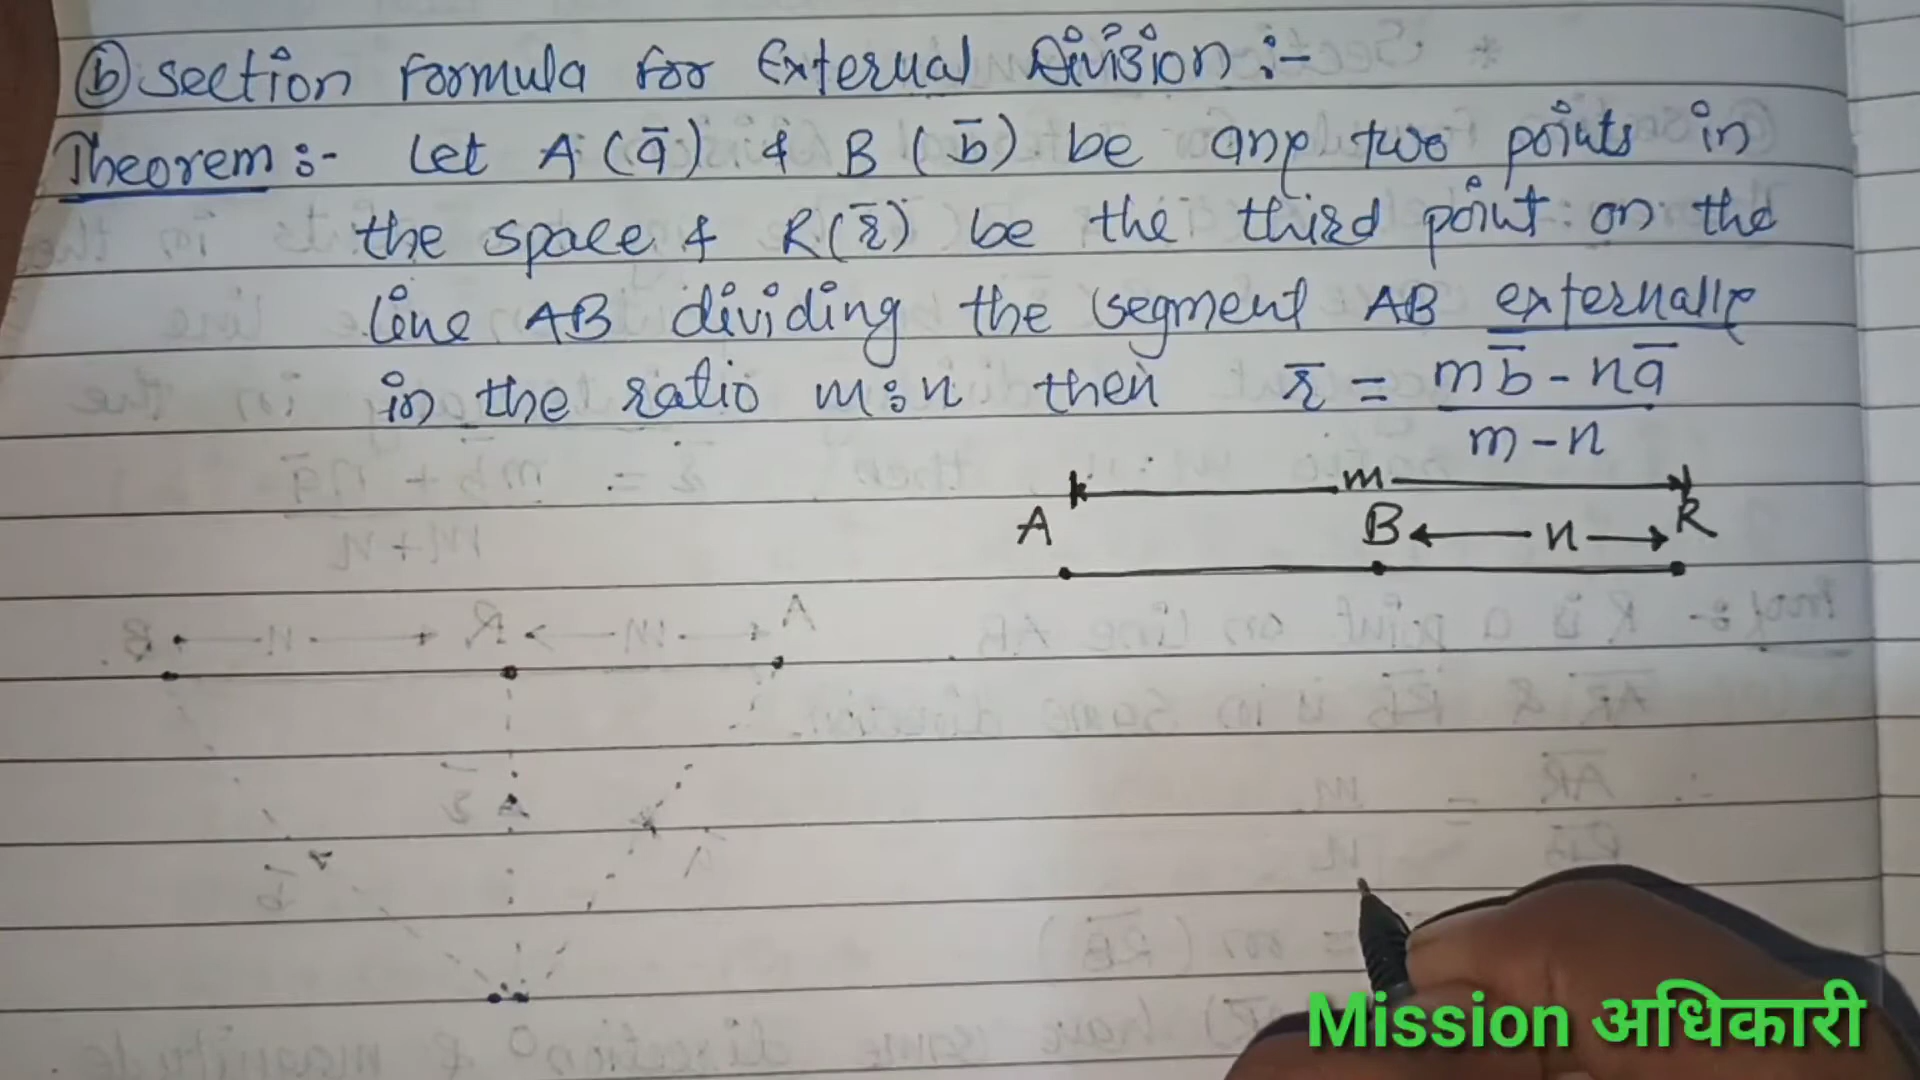 ⓑ Section Formula for External Division :-
Theorem :- Let A (a̅) & B (b̅) be any two points in
the space & R(r̅) be the third point on the
line AB dividing the segment AB externally
in the ratio m:n then r̅ = mb̅ - na̅
m - n
m
A B n R
Mission अधिकारी